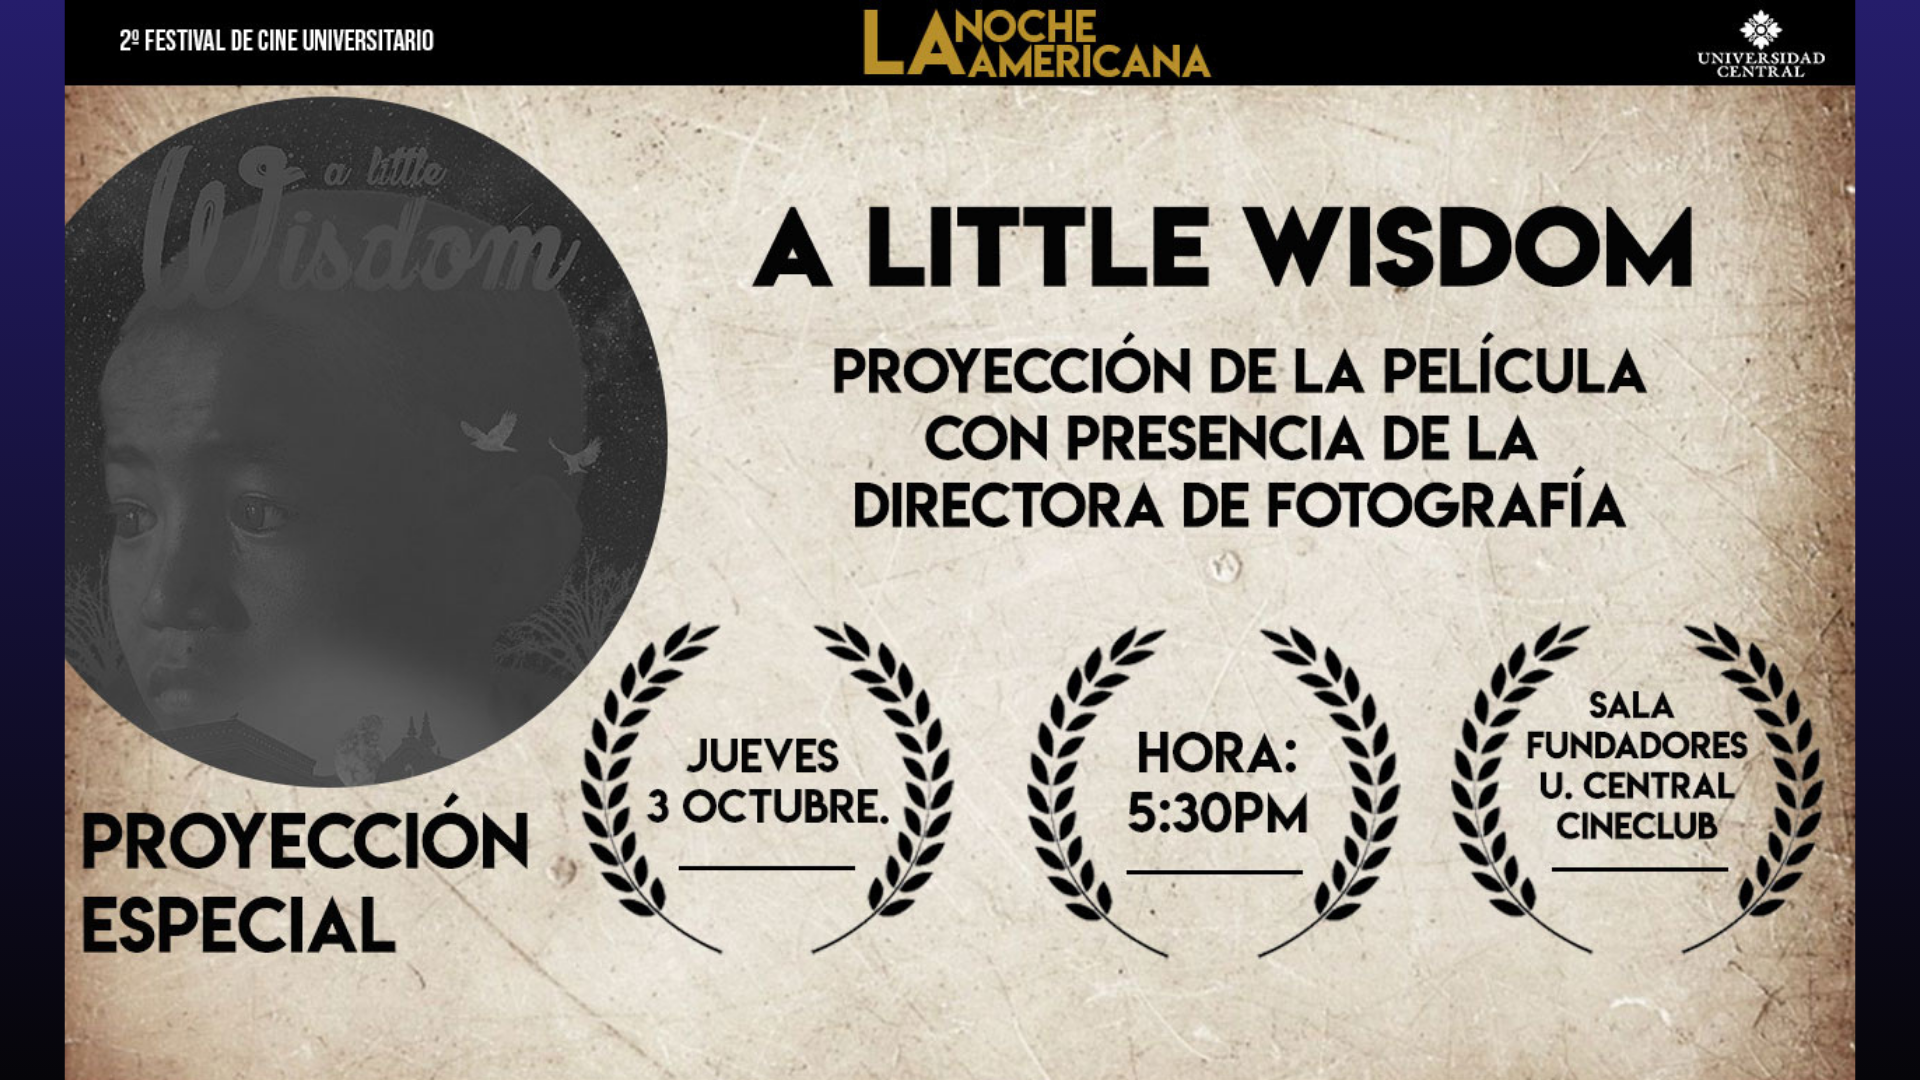 2º FESTIVAL DE CINE UNIVERSITARIO
LA NOCHE
AMERICANA
UNIVERSIDAD
CENTRAL
a little
Wisdom
A LITTLE WISDOM
PROYECCIÓN DE LA PELÍCULA
CON PRESENCIA DE LA
DIRECTORA DE FOTOGRAFÍA
PROYECCIÓN
ESPECIAL
JUEVES
3 OCTUBRE.
HORA:
5:30PM
SALA
FUNDADORES
U. CENTRAL
CINECLUB